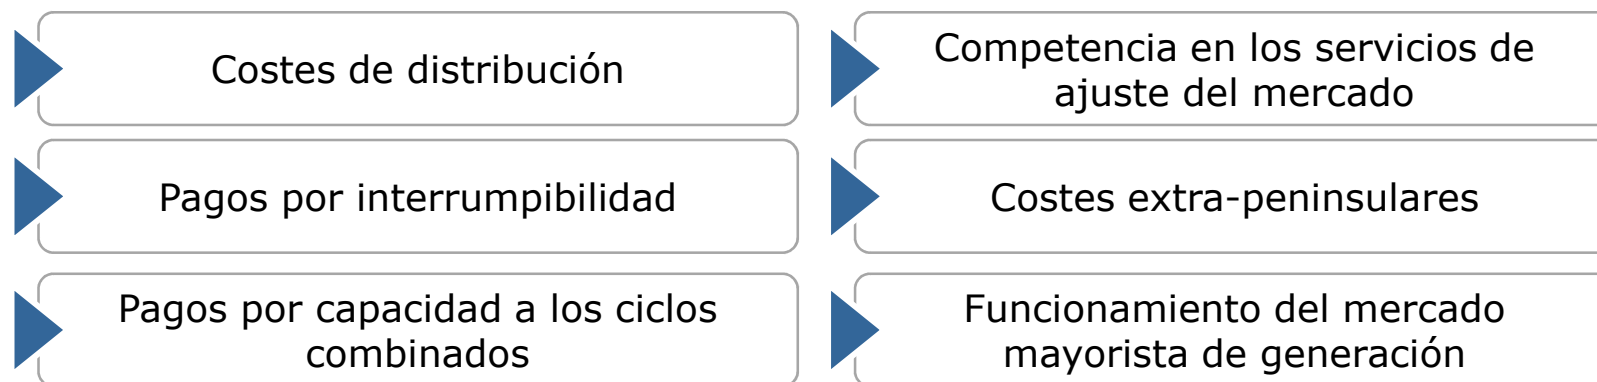 Costes de distribución
Competencia en los servicios de
ajuste del mercado
Pagos por interrumpibilidad
Costes extra-peninsulares
Pagos por capacidad a los ciclos
combinados
Funcionamiento del mercado
mayorista de generación